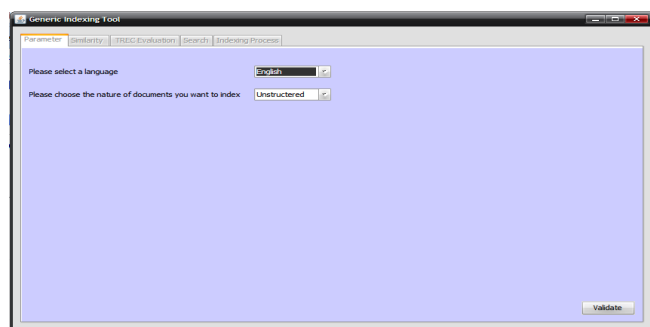 Generic Indexing Tool
Parameter Similarity TREC Evaluation Search Indexing Process
Please select a language English
Please choose the nature of documents you want to index Unstructered
Validate